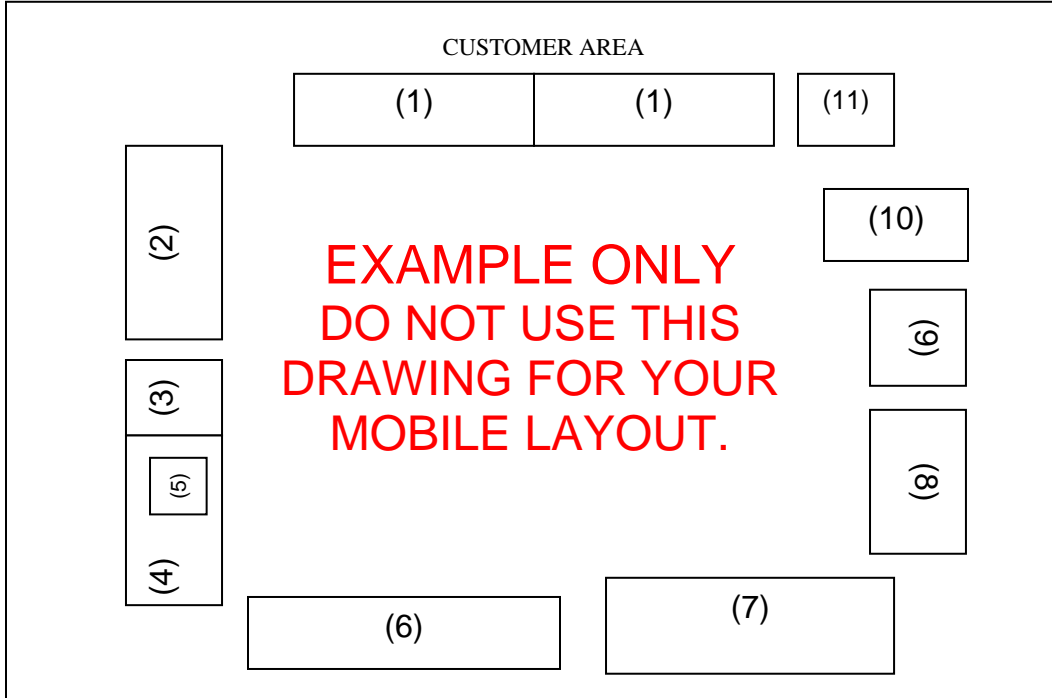 CUSTOMER AREA
(1)
(1)
(11)
(2)
(10)
EXAMPLE ONLY
DO NOT USE THIS
DRAWING FOR YOUR
MOBILE LAYOUT.
(9)
(3)
(5)
(8)
(4)
(6)
(7)